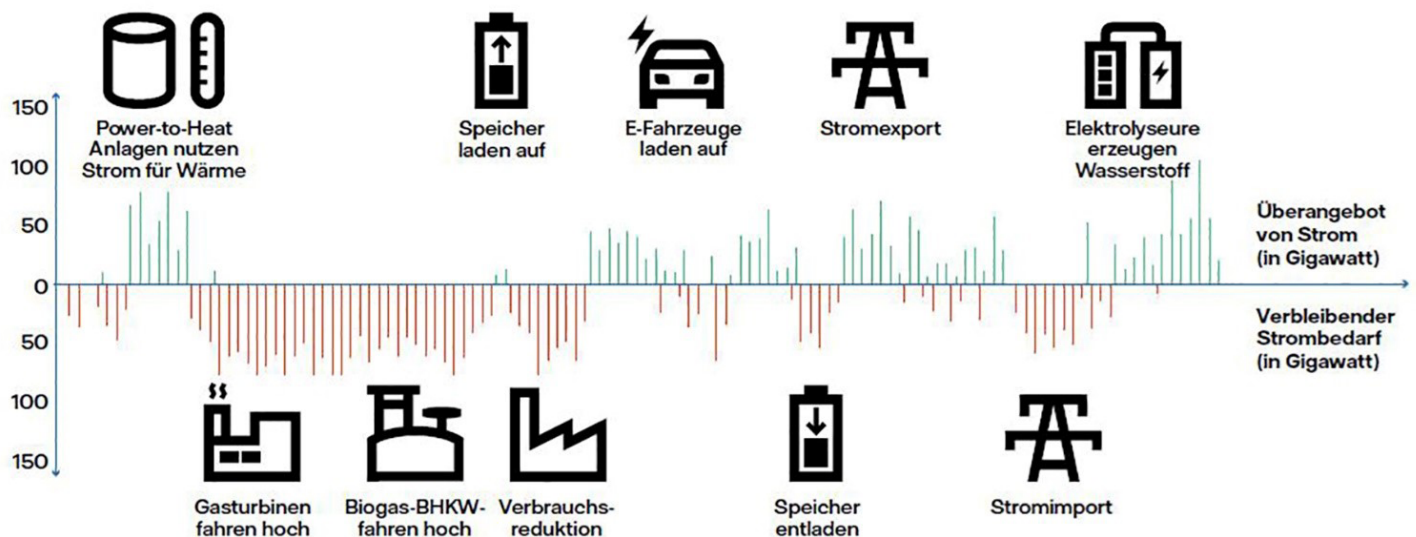 Power-to-Heat
Anlagen nutzen
Strom für Wärme
Speicher
laden auf
E-Fahrzeuge
laden auf
Stromexport
Elektrolyseure
erzeugen
Wasserstoff
150
100
50
0
50
100
150
Überangebot
von Strom
(in Gigawatt)
Verbleibender
Strombedarf
(in Gigawatt)
Gasturbinen
fahren hoch
Biogas-BHKW-
fahren hoch
Verbrauchs-
reduktion
Speicher
entladen
Stromimport